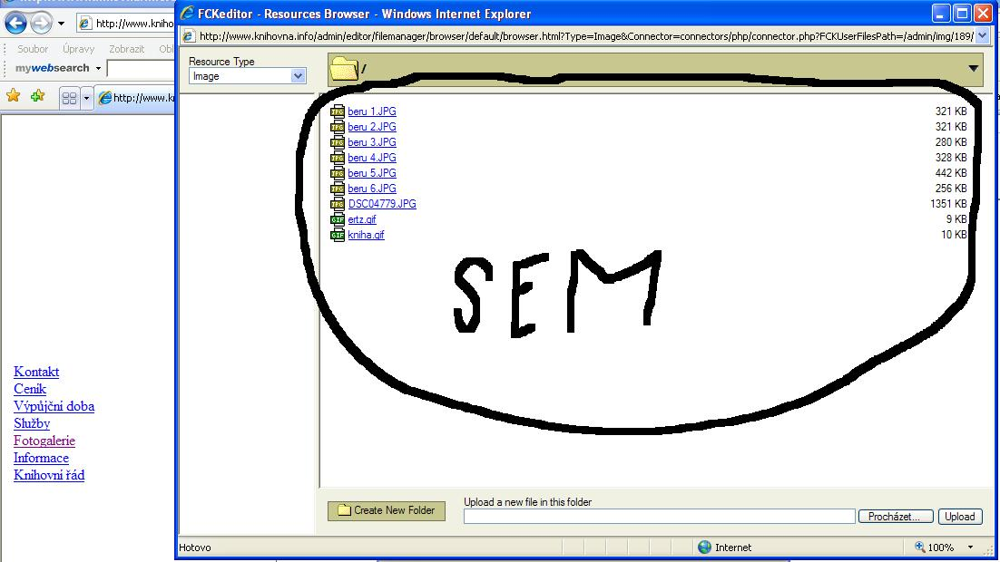 FCKeditor - Resources Browser - Windows Internet Explorer
http://www.knihovna.info/admin/editor/filemanager/browser/default/browser.html?Type=Image&Connector=connectors/php/connector.php?FCKUserFilesPath=/admin/img/189/
http://www.kniho
Soubor Úpravy Zobrazit Obl
mywebsearch
http://www.kn
Resource Type
Image
/
beru 1.JPG 321 KB
beru 2.JPG 321 KB
beru 3.JPG 280 KB
beru 4.JPG 328 KB
beru 5.JPG 442 KB
beru 6.JPG 256 KB
DSC04779.JPG 1351 KB
ertz.gif 9 KB
kniha.gif 10 KB
SEM
Kontakt
Ceník
Výpůjční doba
Služby
Fotogalerie
Informace
Knihovní řád
Create New Folder
Upload a new file in this folder
Procházet... Upload
Hotovo Internet 100%